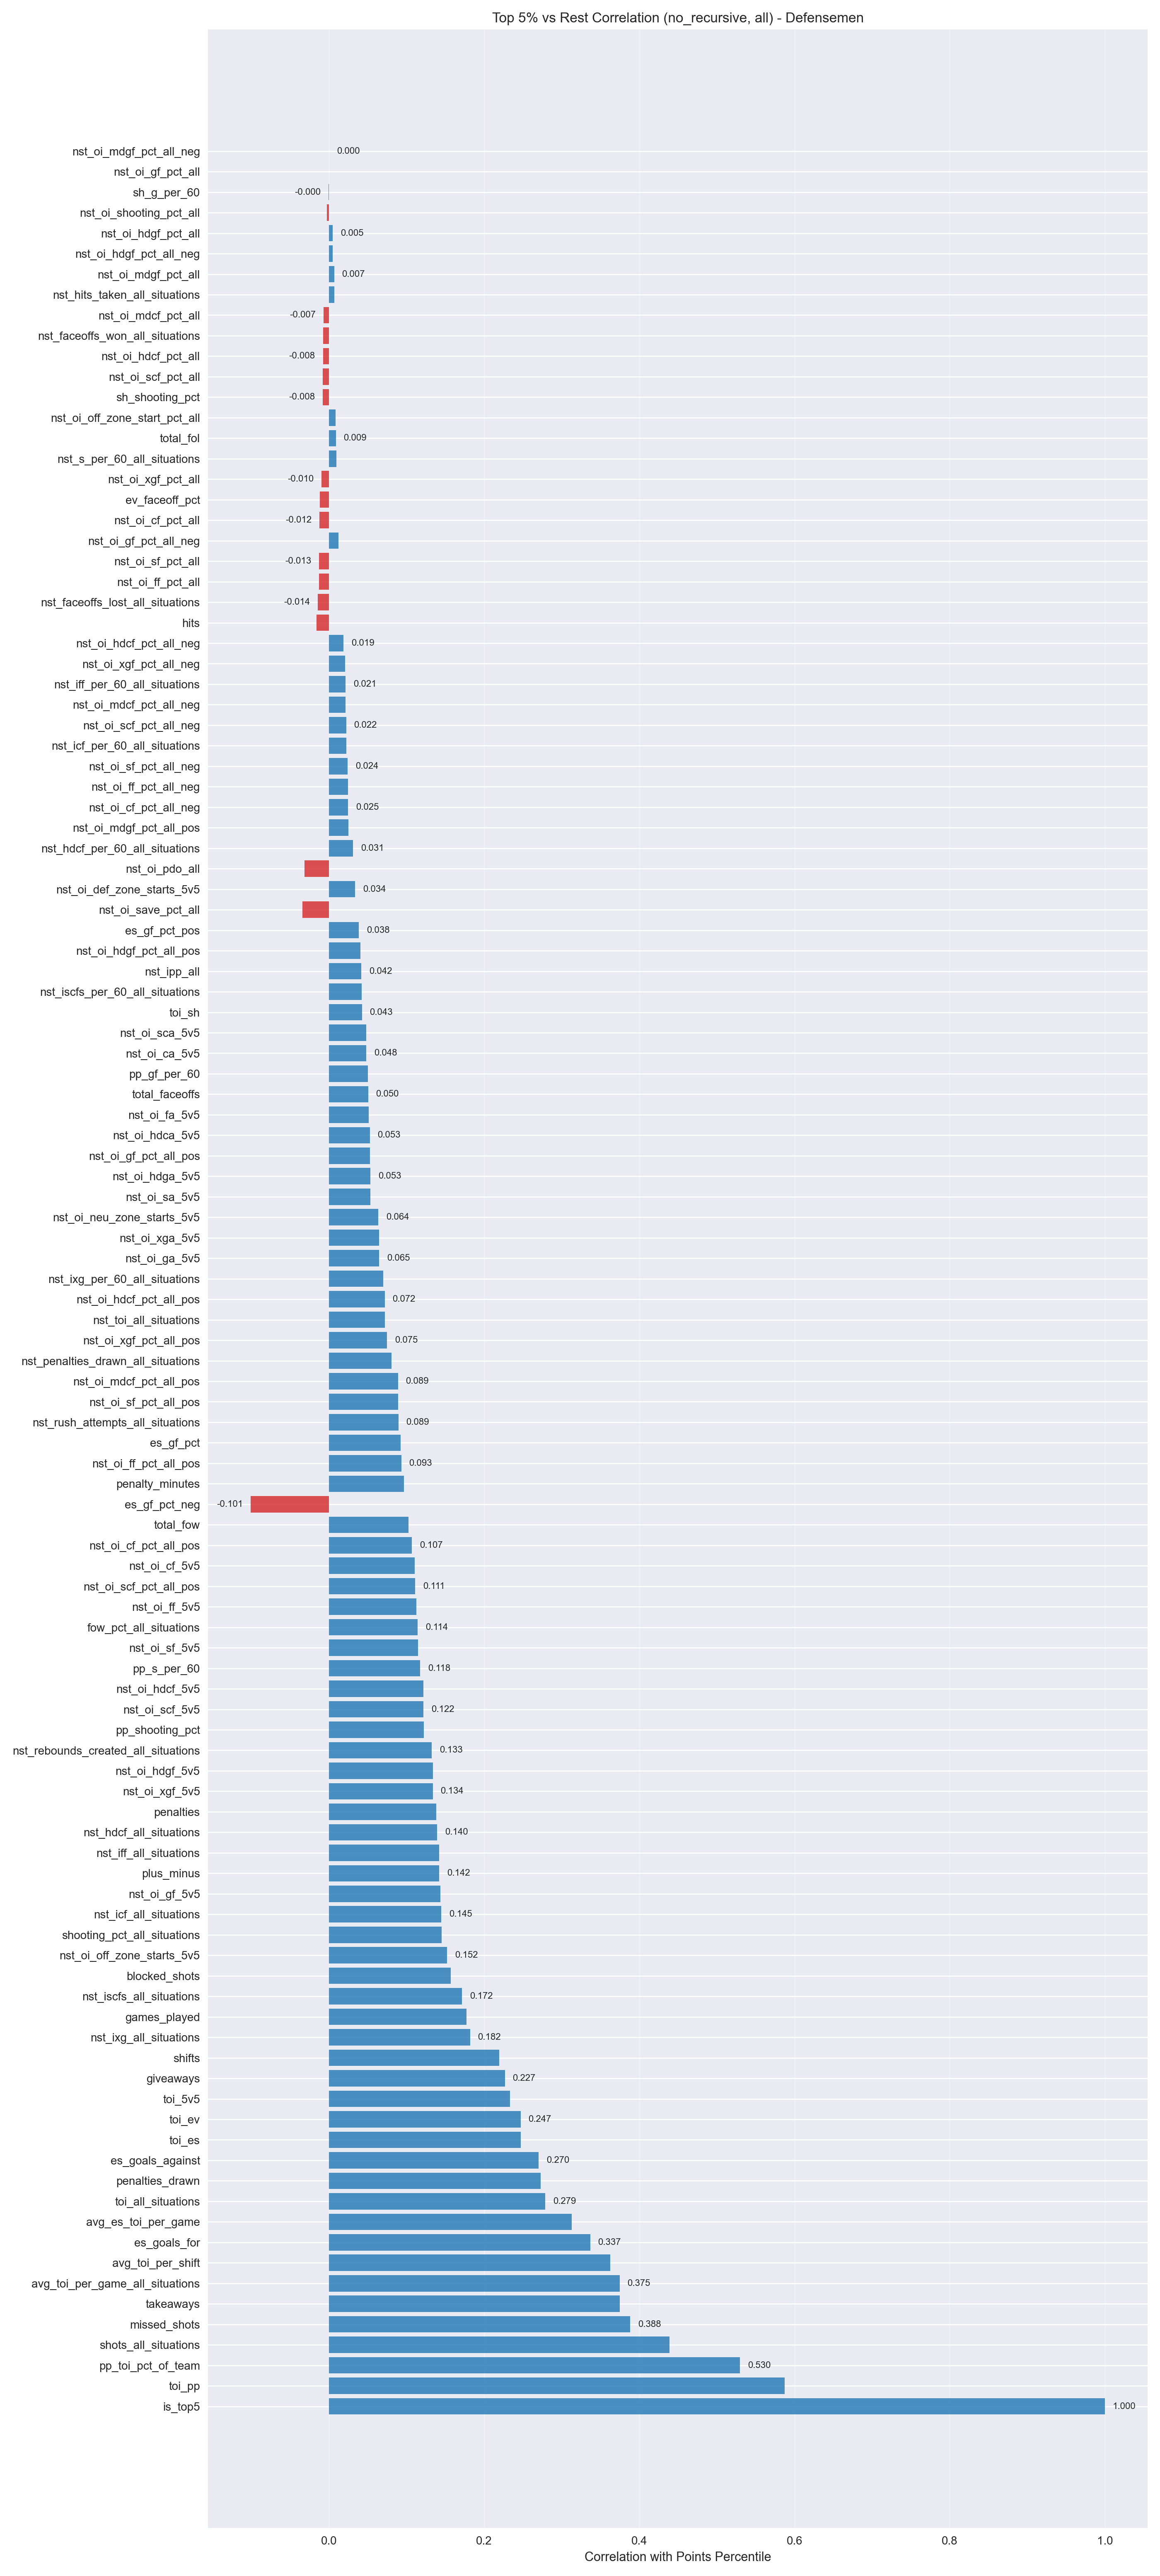 Top 5% vs Rest Correlation (no_recursive, all) - Defensemen
nst_oi_mdgf_pct_all_neg 0.000
nst_oi_gf_pct_all
sh_g_per_60 -0.000
nst_oi_shooting_pct_all
nst_oi_hdgf_pct_all 0.005
nst_oi_hdgf_pct_all_neg
nst_oi_mdgf_pct_all 0.007
nst_hits_taken_all_situations
nst_oi_mdcf_pct_all -0.007
nst_faceoffs_won_all_situations
nst_oi_hdcf_pct_all -0.008
nst_oi_scf_pct_all
sh_shooting_pct -0.008
nst_oi_off_zone_start_pct_all
total_fol 0.009
nst_s_per_60_all_situations
nst_oi_xgf_pct_all -0.010
ev_faceoff_pct
nst_oi_cf_pct_all -0.012
nst_oi_gf_pct_all_neg
nst_oi_sf_pct_all -0.013
nst_oi_ff_pct_all
nst_faceoffs_lost_all_situations -0.014
hits
nst_oi_hdcf_pct_all_neg 0.019
nst_oi_xgf_pct_all_neg
nst_iff_per_60_all_situations 0.021
nst_oi_mdcf_pct_all_neg
nst_oi_scf_pct_all_neg 0.022
nst_icf_per_60_all_situations
nst_oi_sf_pct_all_neg 0.024
nst_oi_ff_pct_all_neg
nst_oi_cf_pct_all_neg 0.025
nst_oi_mdgf_pct_all_pos
nst_hdcf_per_60_all_situations 0.031
nst_oi_pdo_all
nst_oi_def_zone_starts_5v5 0.034
nst_oi_save_pct_all
es_gf_pct_pos 0.038
nst_oi_hdgf_pct_all_pos
nst_ipp_all 0.042
nst_iscfs_per_60_all_situations
toi_sh 0.043
nst_oi_sca_5v5
nst_oi_ca_5v5 0.048
pp_gf_per_60
total_faceoffs 0.050
nst_oi_fa_5v5
nst_oi_hdca_5v5 0.053
nst_oi_gf_pct_all_pos
nst_oi_hdga_5v5 0.053
nst_oi_sa_5v5
nst_oi_neu_zone_starts_5v5 0.064
nst_oi_xga_5v5
nst_oi_ga_5v5 0.065
nst_ixg_per_60_all_situations
nst_oi_hdcf_pct_all_pos 0.072
nst_toi_all_situations
nst_oi_xgf_pct_all_pos 0.075
nst_penalties_drawn_all_situations
nst_oi_mdcf_pct_all_pos 0.089
nst_oi_sf_pct_all_pos
nst_rush_attempts_all_situations 0.089
es_gf_pct
nst_oi_ff_pct_all_pos 0.093
penalty_minutes
es_gf_pct_neg -0.101
total_fow
nst_oi_cf_pct_all_pos 0.107
nst_oi_cf_5v5
nst_oi_scf_pct_all_pos 0.111
nst_oi_ff_5v5
fow_pct_all_situations 0.114
nst_oi_sf_5v5
pp_s_per_60 0.118
nst_oi_hdcf_5v5
nst_oi_scf_5v5 0.122
pp_shooting_pct
nst_rebounds_created_all_situations 0.133
nst_oi_hdgf_5v5
nst_oi_xgf_5v5 0.134
penalties
nst_hdcf_all_situations 0.140
nst_iff_all_situations
plus_minus 0.142
nst_oi_gf_5v5
nst_icf_all_situations 0.145
shooting_pct_all_situations
nst_oi_off_zone_starts_5v5 0.152
blocked_shots
nst_iscfs_all_situations 0.172
games_played
nst_ixg_all_situations 0.182
shifts
giveaways 0.227
toi_5v5
toi_ev 0.247
toi_es
es_goals_against 0.270
penalties_drawn
toi_all_situations 0.279
avg_es_toi_per_game
es_goals_for 0.337
avg_toi_per_shift
avg_toi_per_game_all_situations 0.375
takeaways
missed_shots 0.388
shots_all_situations
pp_toi_pct_of_team 0.530
toi_pp
is_top5 1.000
0.0 0.2 0.4 0.6 0.8 1.0
Correlation with Points Percentile